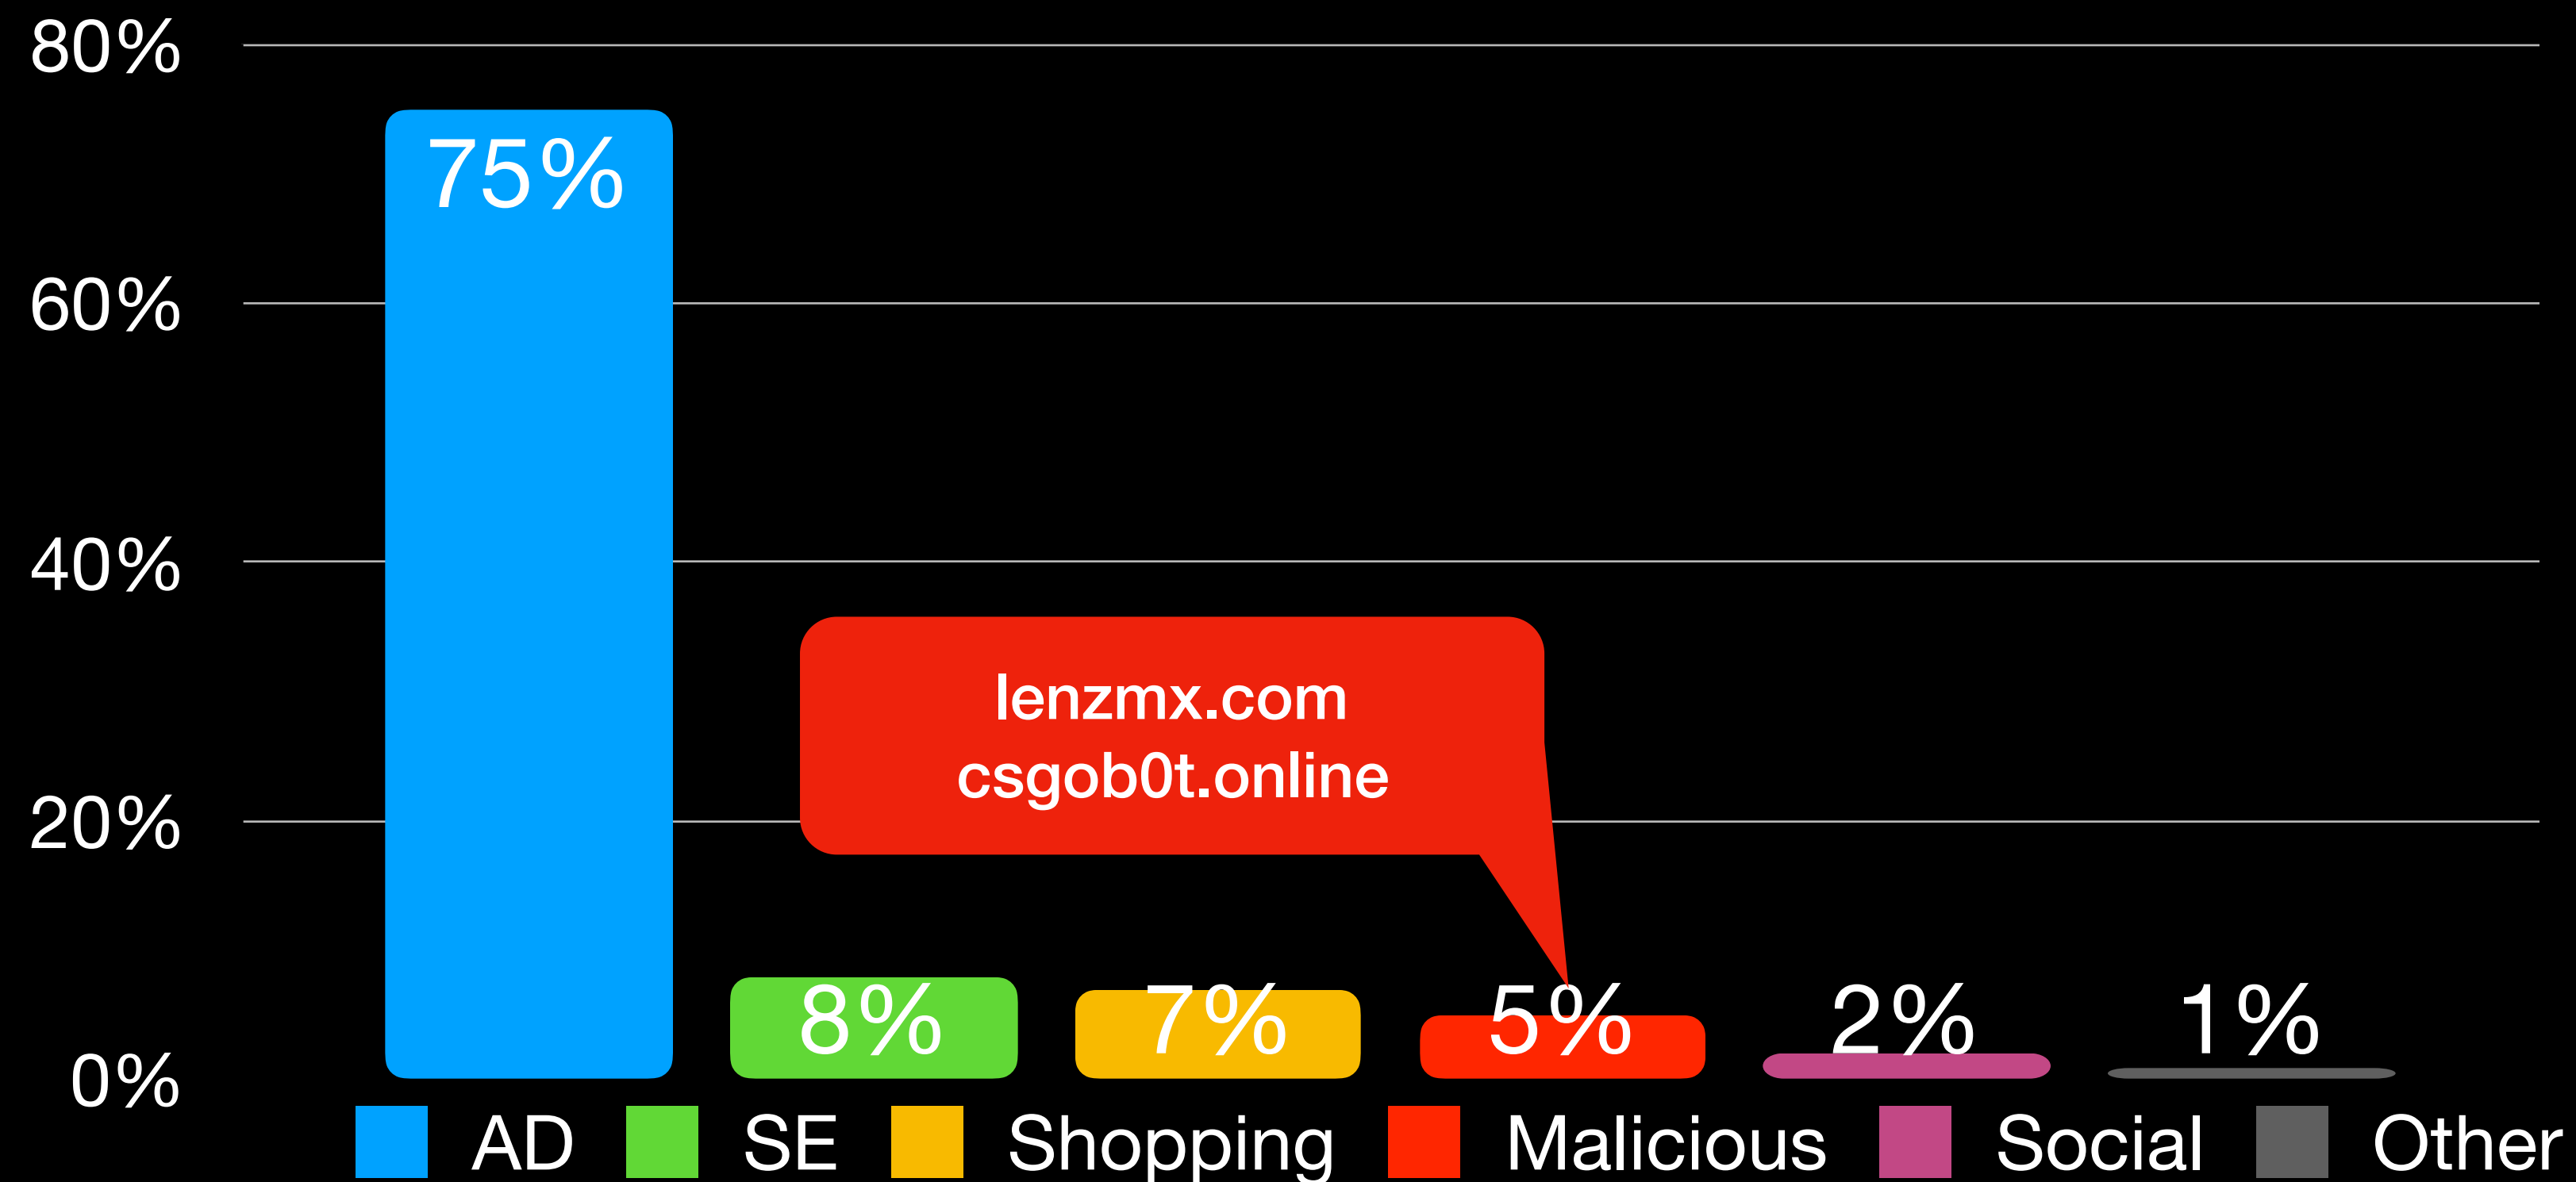 80%
75%
60%
40%
lenzmx.com
csgob0t.online
20%
8% 7% 5% 2% 1%
0%
AD SE Shopping Malicious Social Other